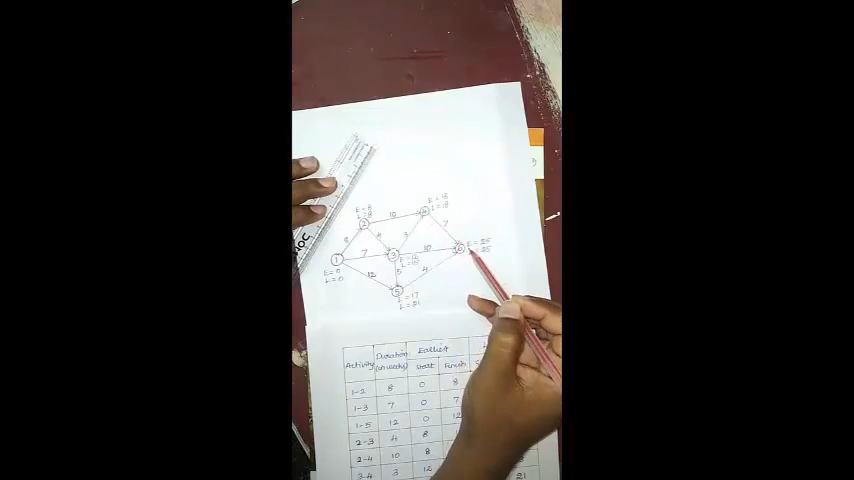 E = 18
L = 18
E = 8
L = 8
10
2
4
8
4
3
7
E = 25
L = 25
7
10
1
3
6
E = 12
L = 15
E = 0
L = 0
12
5
4
5
E = 17
L = 21
Activity
Duration
(in weeks)
Earliest
Start
Finish
1-2 8 0 8
1-3 7 0 7
1-5 12 0 12
2-3 4 8
2-4 10 8
3-4 3 12
21